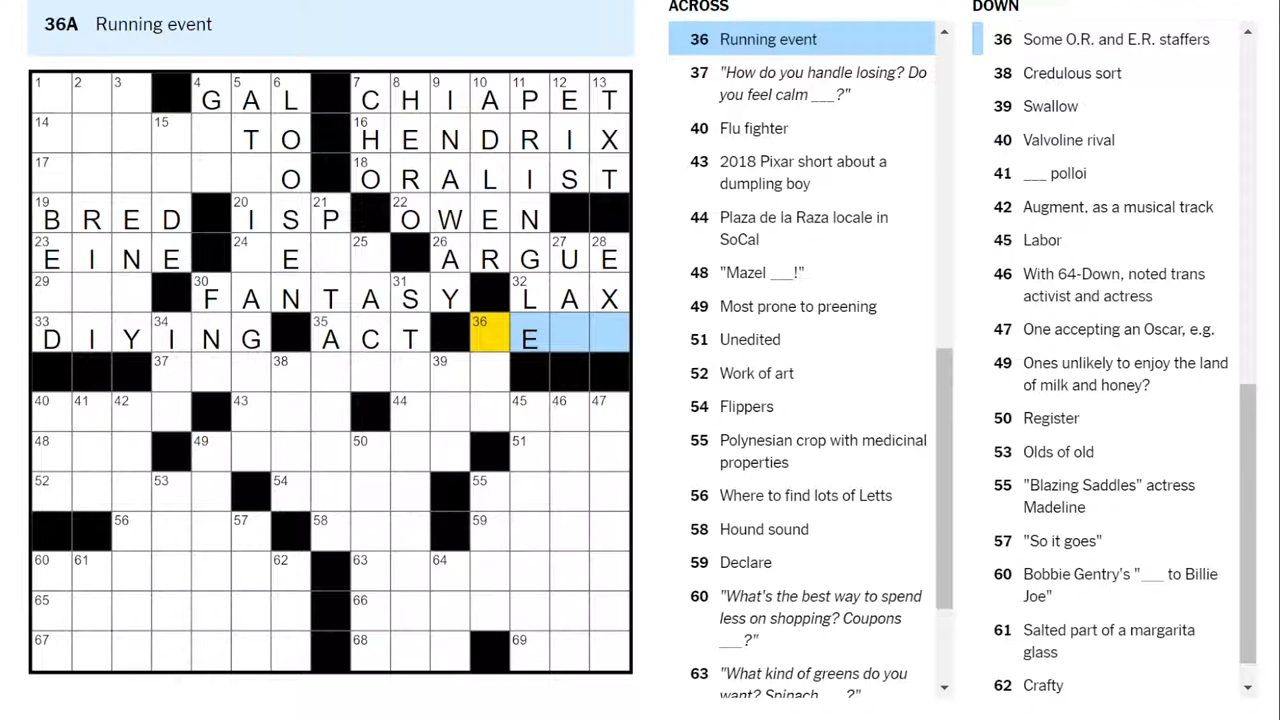 36A Running event
ACROSS
36 Running event
37 "How do you handle losing? Do
you feel calm ___?"
40 Flu fighter
43 2018 Pixar short about a
dumpling boy
44 Plaza de la Raza locale in
SoCal
48 "Mazel ___!"
49 Most prone to preening
51 Unedited
52 Work of art
54 Flippers
55 Polynesian crop with medicinal
properties
56 Where to find lots of Letts
58 Hound sound
59 Declare
60 "What's the best way to spend
less on shopping? Coupons
___?"
63 "What kind of greens do you
want? Spinach ___?"
DOWN
36 Some O.R. and E.R. staffers
38 Credulous sort
39 Swallow
40 Valvoline rival
41 ___ polloi
42 Augment, as a musical track
45 Labor
46 With 64-Down, noted trans
activist and actress
47 One accepting an Oscar, e.g.
49 Ones unlikely to enjoy the land
of milk and honey?
50 Register
53 Olds of old
55 "Blazing Saddles" actress
Madeline
57 "So it goes"
60 Bobbie Gentry's "___ to Billie
Joe"
61 Salted part of a margarita
glass
62 Crafty
1 2 3 4 5 6 7 8 9 10 11 12 13
G A L C H I A P E T
14 15 16
T O H E N D R I X
17 18
O O R A L I S T
19 20 21 22
B R E D I S P O W E N
23 24 25 26 27 28
E I N E E A R G U E
29 30 31 32
F A N T A S Y L A X
33 34 35 36
D I Y I N G A C T E
37 38 39
40 41 42 43 44 45 46 47
48 49 50 51
52 53 54 55
56 57 58 59
60 61 62 63 64
65 66
67 68 69